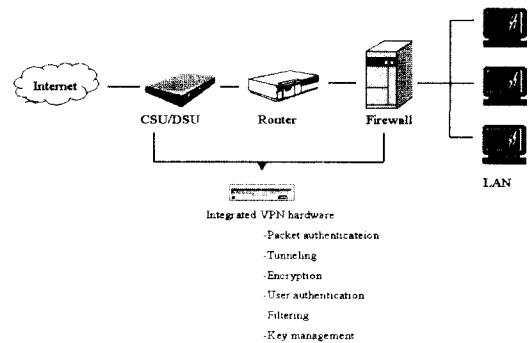 Internet
CSU/DSU
Router
Firewall
LAN
Integrated VPN hardware
-Packet authenticateion
-Tunneling
-Encryption
-User authentication
-Filtering
-Key management